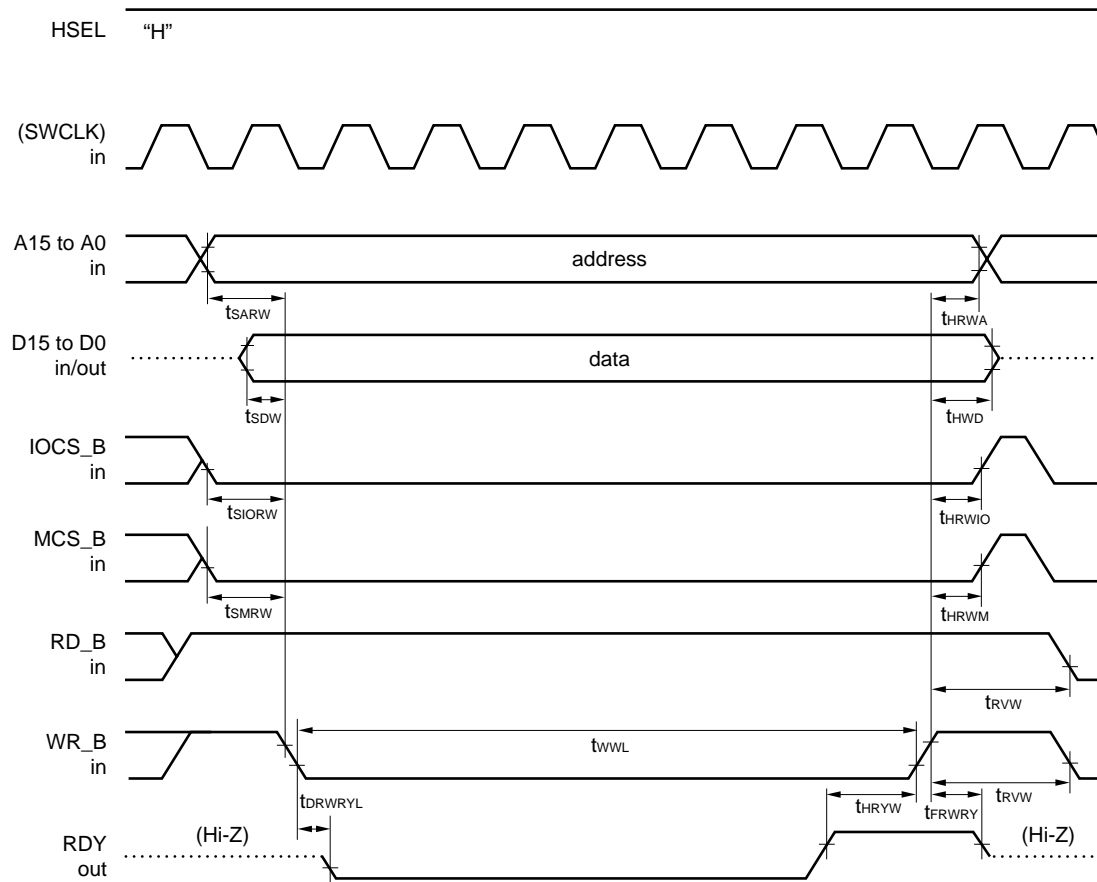 HSEL “H”
(SWCLK)
in
A15 to A0
in
address
tSARW tHRWA
D15 to D0
in/out
data
tSDW tHWD
IOCS_B
in
tSIORW tHRWIO
MCS_B
in
tSMRW tHRWM
RD_B
in
tRVW
WR_B
in
tWWL
tDRWRYL tHRYW tFRWRY tRVW
RDY
out
(Hi-Z) (Hi-Z)